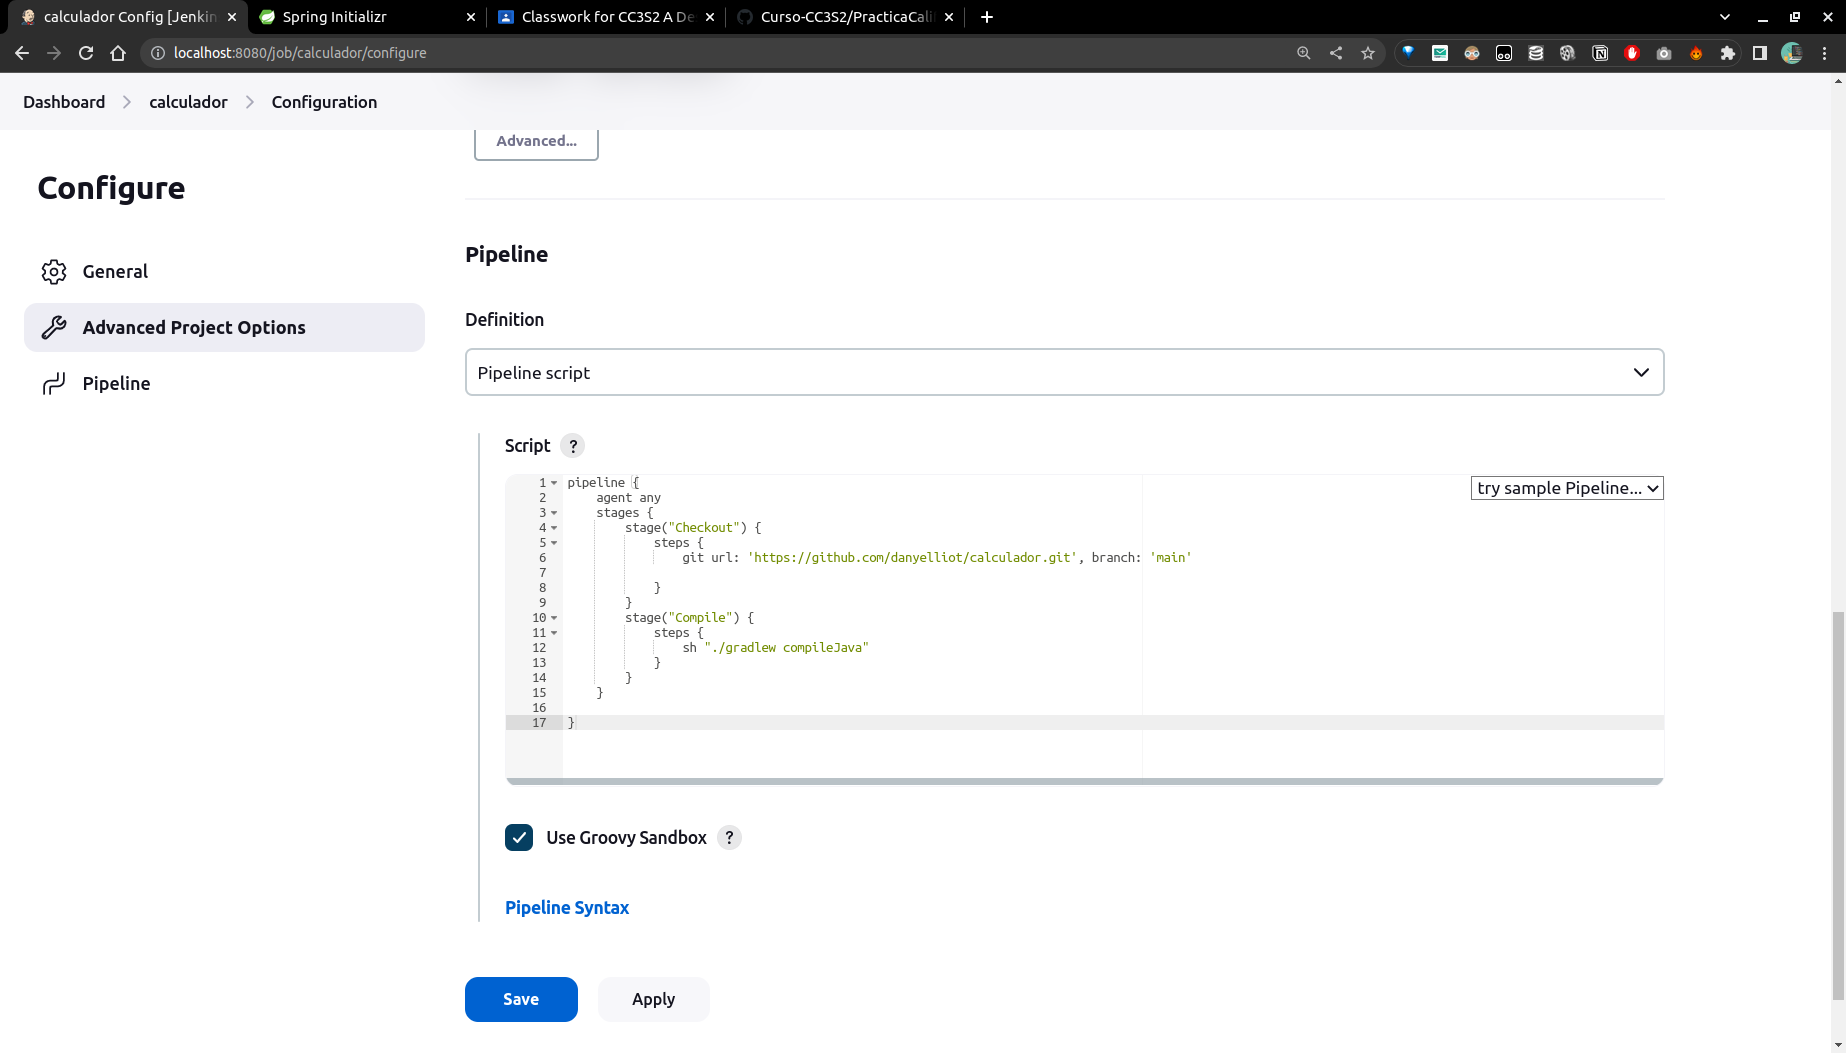 calculador Config [Jenkin
Spring Initializr
Classwork for CC3S2 A De
Curso-CC3S2/PracticaCali
localhost:8080/job/calculador/configure
Dashboard
calculador
Configuration
Advanced...
Configure
General
Advanced Project Options
Pipeline
Pipeline
Definition
Pipeline script
Script ?
try sample Pipeline...
1 pipeline {
2     agent any
3     stages {
4         stage("Checkout") {
5             steps {
6                 git url: 'https://github.com/danyelliot/calculador.git', branch: 'main'
7
8             }
9         }
10         stage("Compile") {
11             steps {
12                 sh "./gradlew compileJava"
13             }
14         }
15     }
16
17 }
Use Groovy Sandbox ?
Pipeline Syntax
Save
Apply